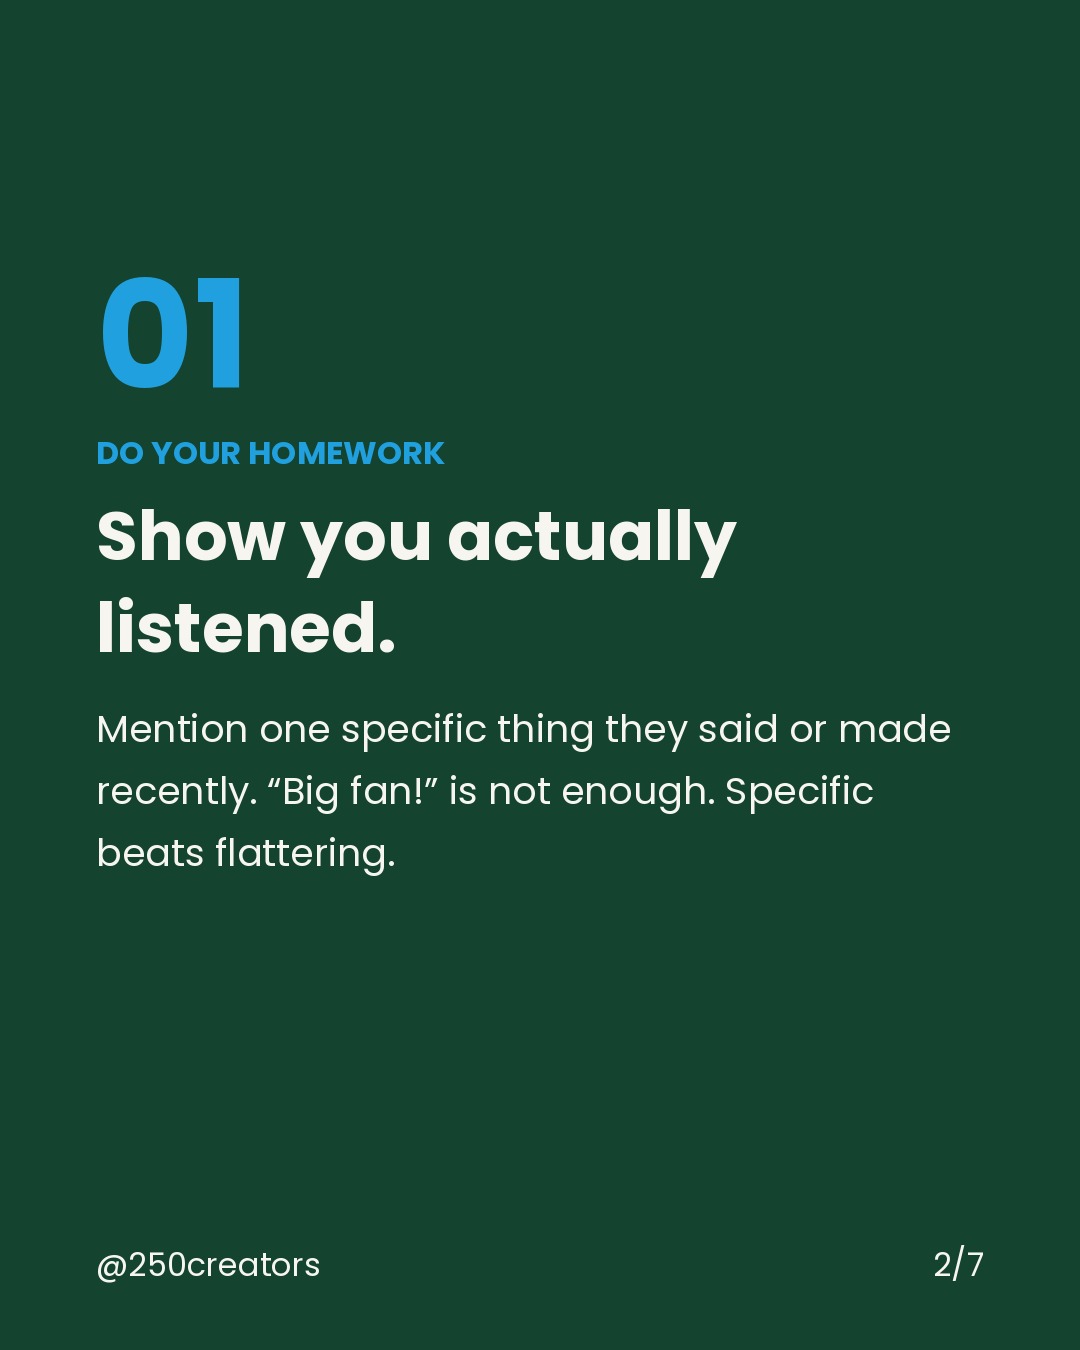 01
DO YOUR HOMEWORK
Show you actually
listened.
Mention one specific thing they said or made
recently. “Big fan!” is not enough. Specific
beats flattering.
@250creators
2/7